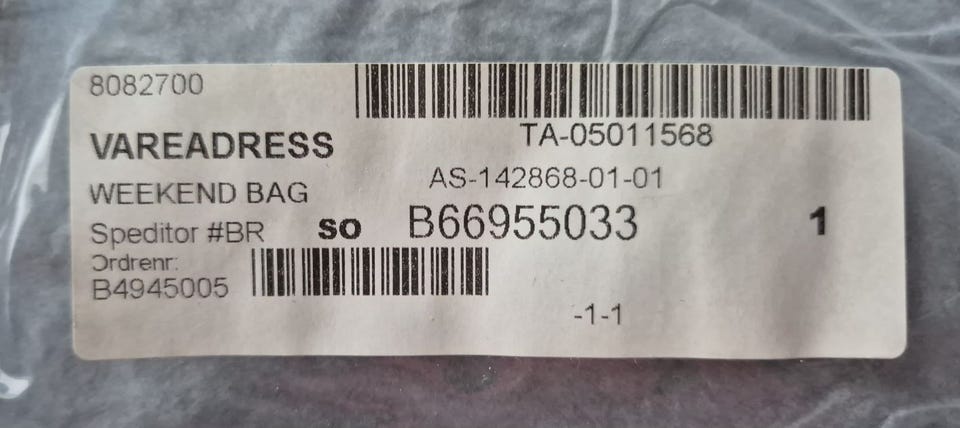 8082700
TA-05011568
VAREADRESS
AS-142868-01-01
WEEKEND BAG
Speditor #BR SO B66955033 1
Ordrenr:
B4945005
-1-1